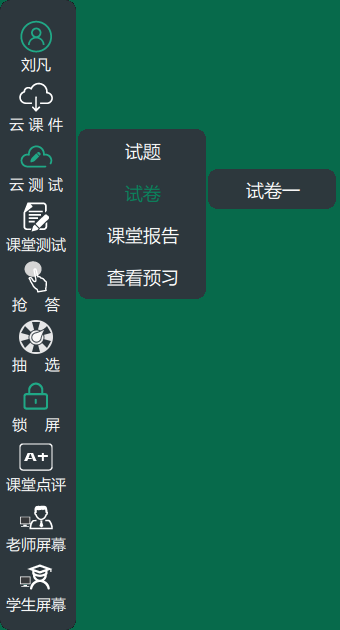 刘凡
云课件
云测试
课堂测试
抢 答
抽 选
锁 屏
A+
课堂点评
老师屏幕
学生屏幕
试题
试卷
课堂报告
查看预习
试卷一